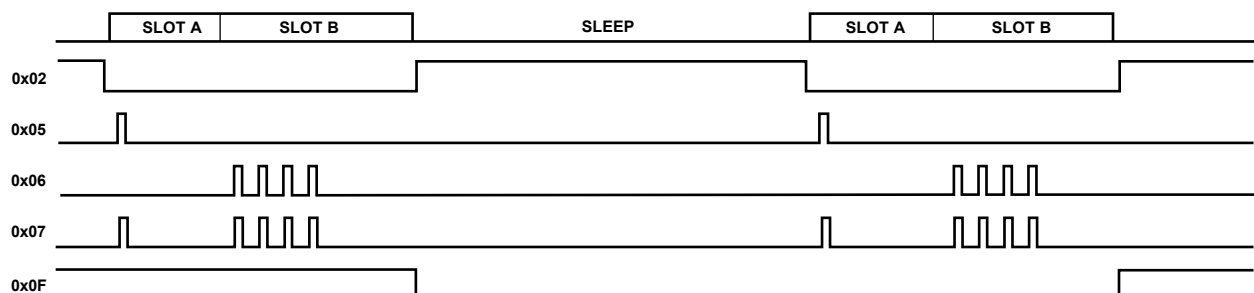 SLOT A SLOT B SLEEP SLOT A SLOT B
0x02
0x05
0x06
0x07
0x0F